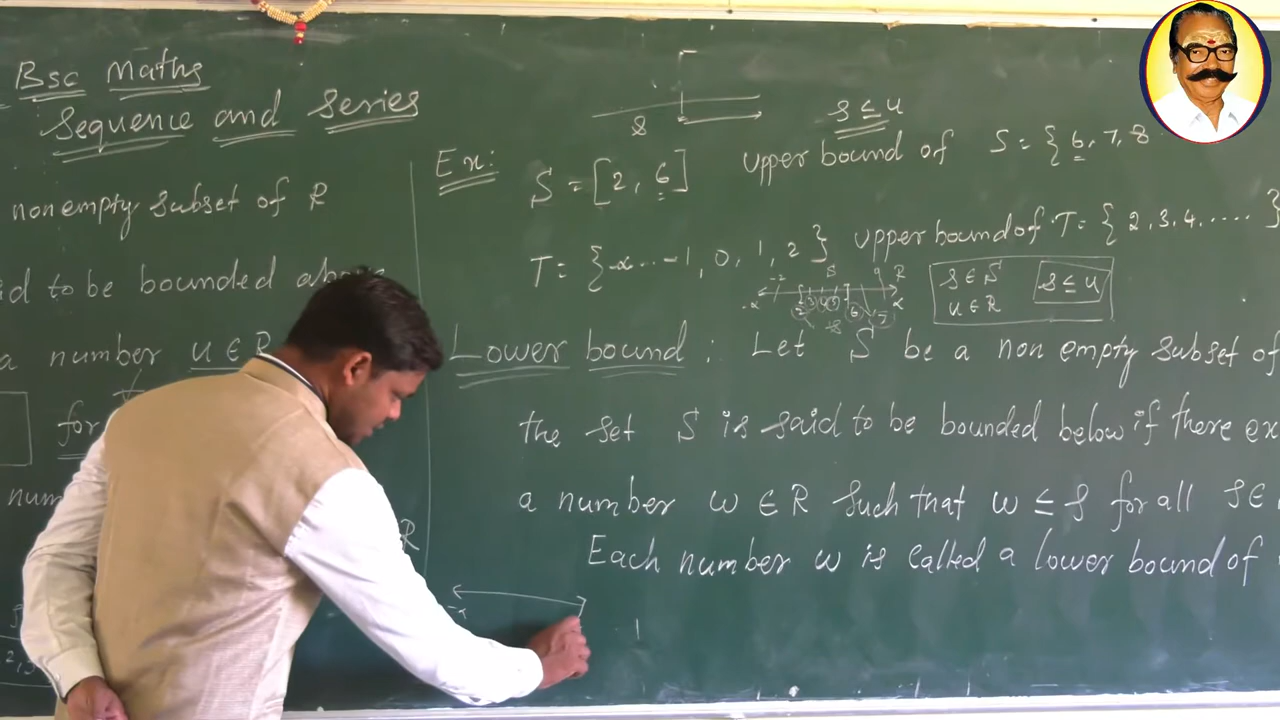 Bsc Maths
Sequence and Series
nonempty subset of R
to be bounded above
a number u ∈ R
for
num
R
s
s ≤ u
Ex: S = [2, 6] upper bound of S = {6, 7, 8
T = {-∞...-1, 0, 1, 2} upper bound of T = {2, 3, 4, .....}
s ∈ S s ≤ u
u ∈ R
Lower bound : Let S be a non empty subset of
the set S is said to be bounded below if there ex
a number w ∈ R such that w ≤ s for all s ∈
Each number w is called a lower bound of